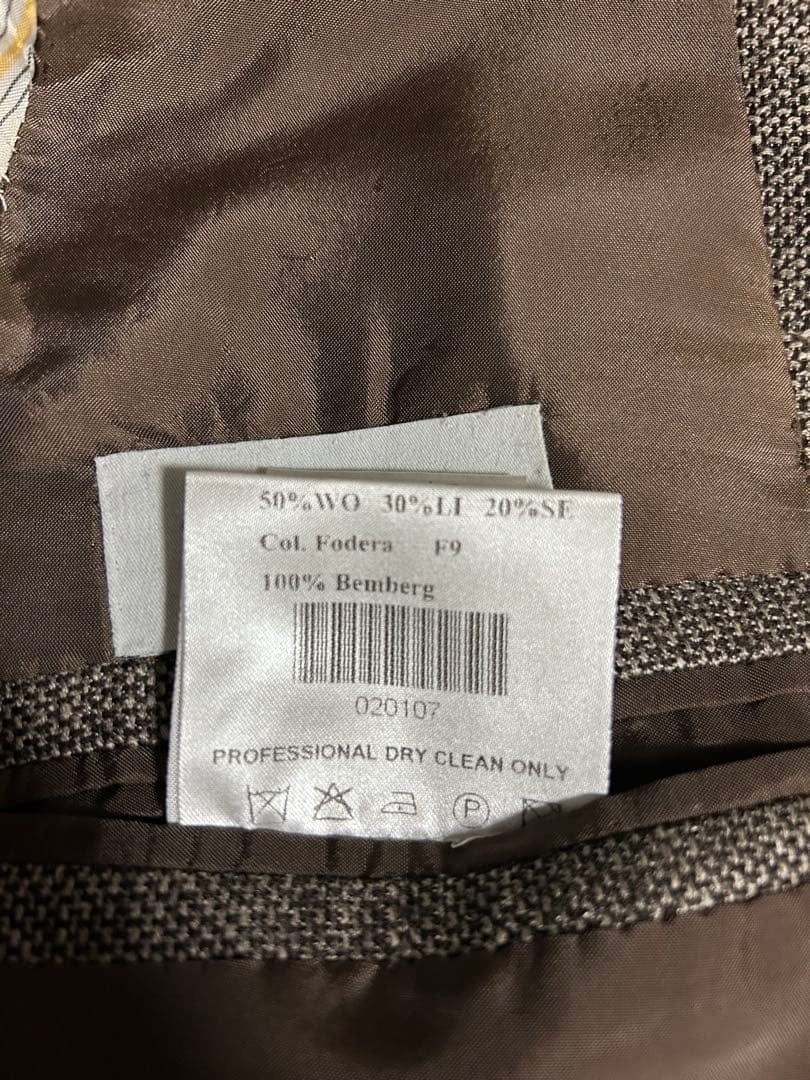 50%WO 30%LI 20%SE
Col. Fodera F9
100% Bemberg
020107
PROFESSIONAL DRY CLEAN ONLY
P